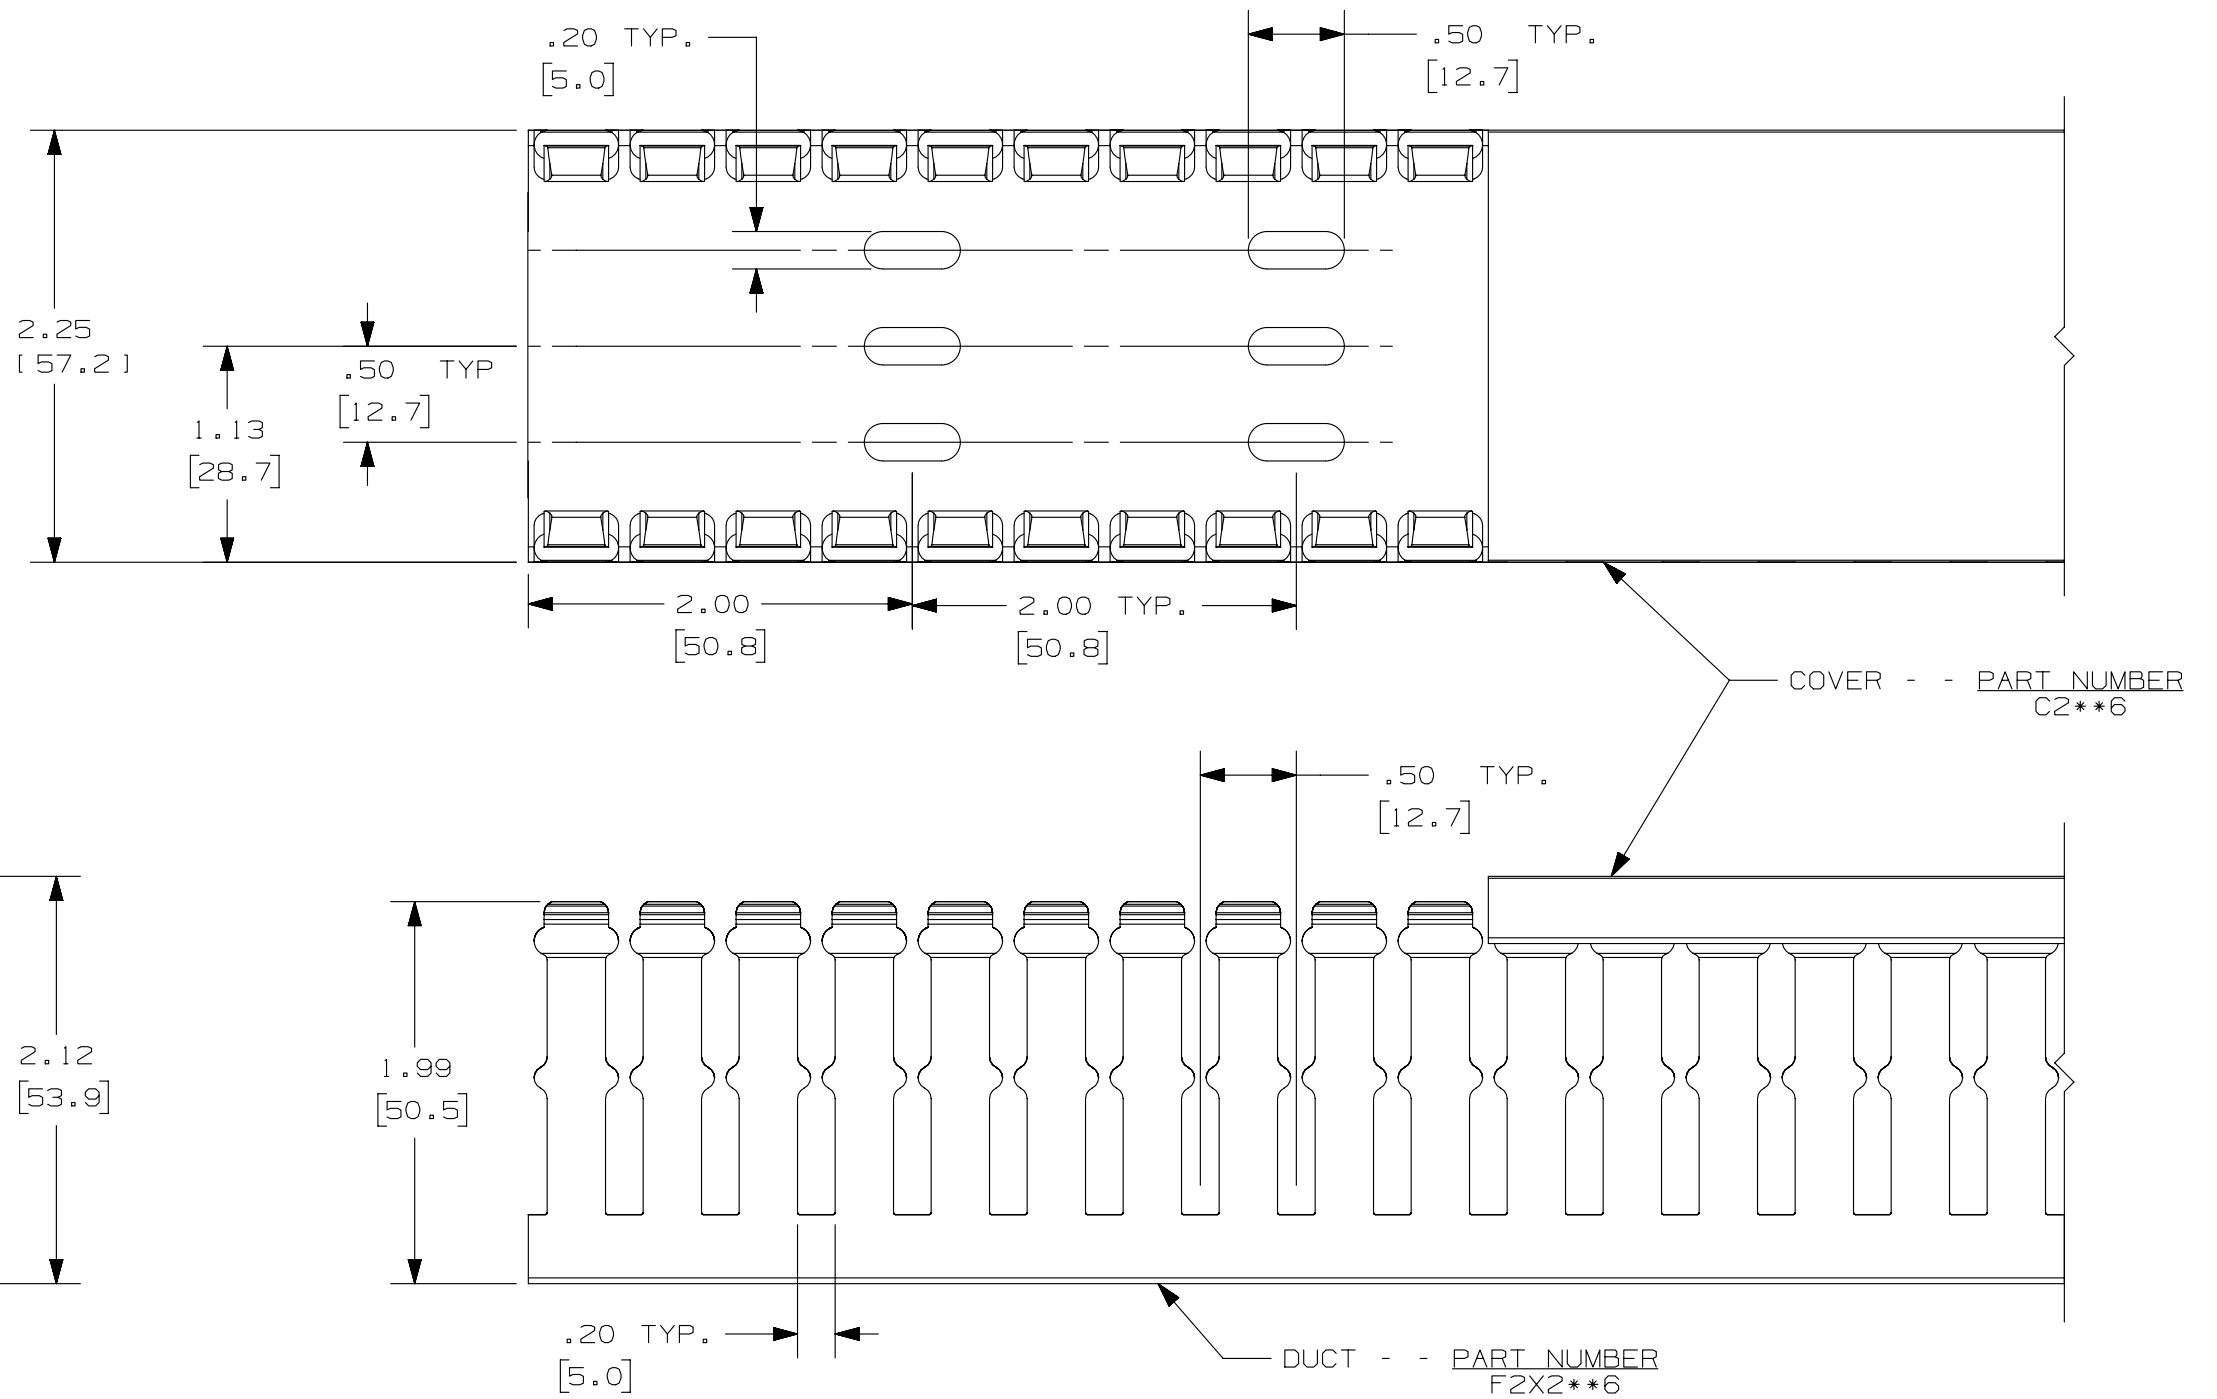 .20 TYP.
[5.0]
.50 TYP.
[12.7]
2.25
[57.2]
.50 TYP
[12.7]
1.13
[28.7]
2.00
[50.8]
2.00 TYP.
[50.8]
COVER - - PART NUMBER
C2**6
.50 TYP.
[12.7]
2.12
[53.9]
1.99
[50.5]
.20 TYP.
[5.0]
DUCT - - PART NUMBER
F2X2**6